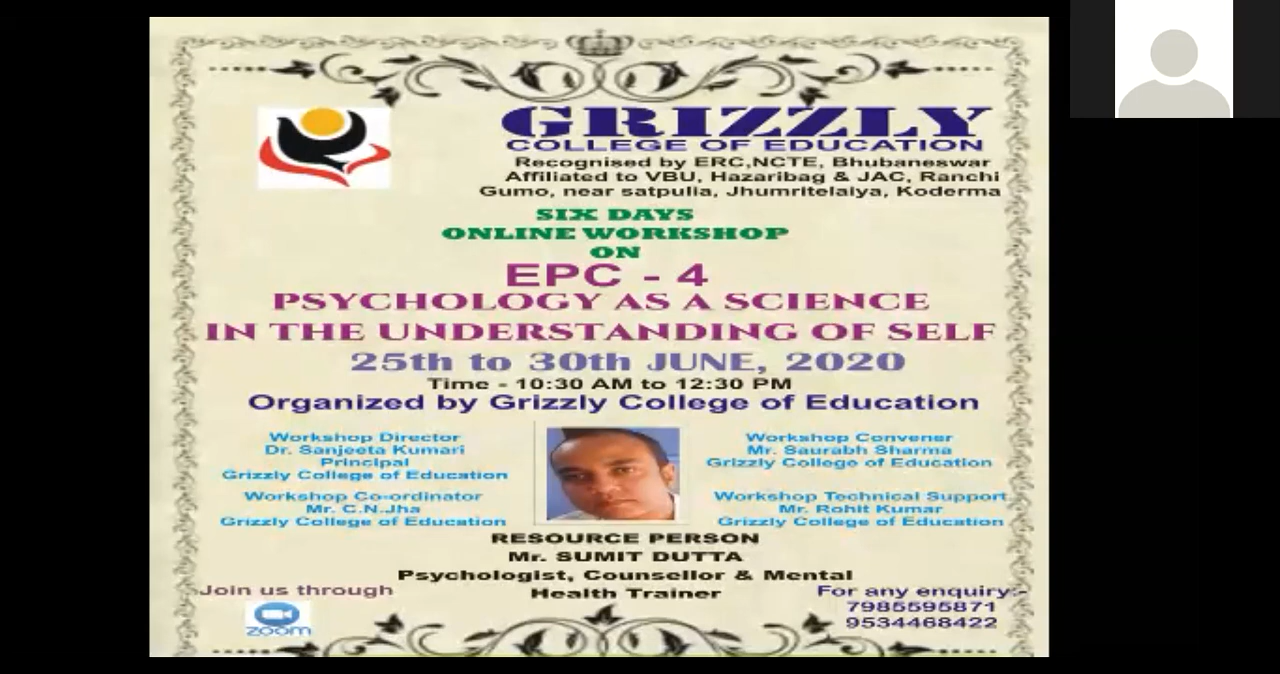 GRIZZLY
COLLEGE OF EDUCATION
Recognised by ERC,NCTE, Bhubaneswar
Affiliated to VBU, Hazaribag & JAC, Ranchi
Gumo, near satpulia, Jhumritelaiya, Koderma
SIX DAYS
ONLINE WORKSHOP
ON
EPC - 4
PSYCHOLOGY AS A SCIENCE
IN THE UNDERSTANDING OF SELF
25th to 30th JUNE, 2020
Time - 10:30 AM to 12:30 PM
Organized by Grizzly College of Education
Workshop Director
Dr. Sanjeeta Kumari
Principal
Grizzly College of Education
Workshop Co-ordinator
Mr. C.N.Jha
Grizzly College of Education
Workshop Convener
Mr. Saurabh Sharma
Grizzly College of Education
Workshop Technical Support
Mr. Rohit Kumar
Grizzly College of Education
RESOURCE PERSON
Mr. SUMIT DUTTA
Psychologist, Counsellor & Mental
Health Trainer
Join us through
zoom
For any enquiry:-
7985595871
9534468422